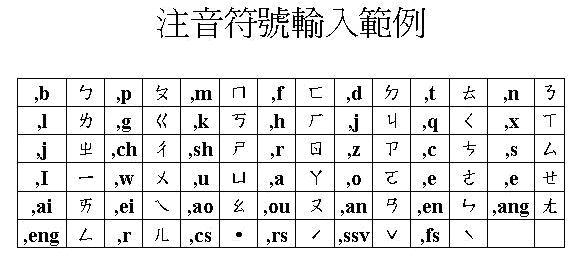 注音符號輸入範例
,b ㄅ ,p ㄆ ,m ㄇ ,f ㄈ ,d ㄉ ,t ㄊ ,n ㄋ
,l ㄌ ,g ㄍ ,k ㄎ ,h ㄏ ,j ㄐ ,q ㄑ ,x ㄒ
,j ㄓ ,ch ㄔ ,sh ㄕ ,r ㄖ ,z ㄗ ,c ㄘ ,s ㄙ
,I ㄧ ,w ㄨ ,u ㄩ ,a ㄚ ,o ㄛ ,e ㄜ ,e ㄝ
,ai ㄞ ,ei ㄟ ,ao ㄠ ,ou ㄡ ,an ㄢ ,en ㄣ ,ang ㄤ
,eng ㄥ ,r ㄦ ,cs • ,rs ˊ ,ssv ˇ ,fs ˋ